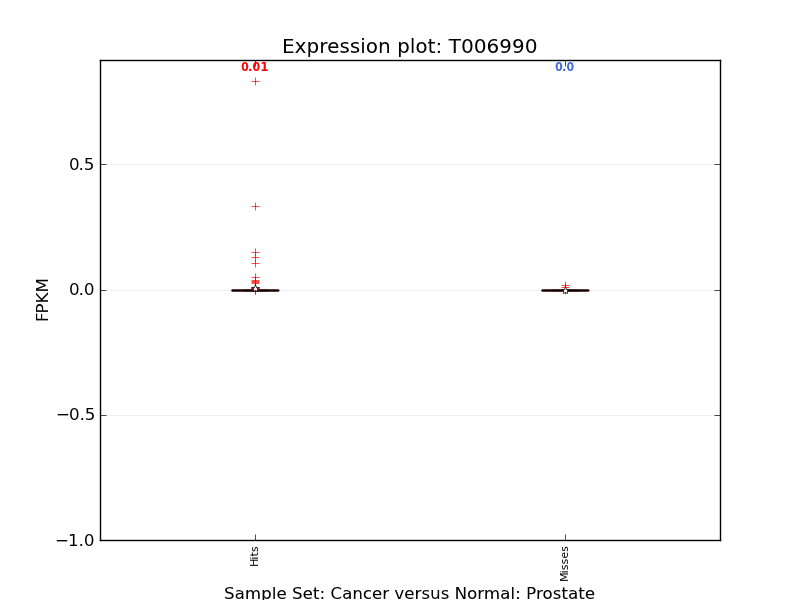 Expression plot: T006990
0.01
0.0
0.5
0.0
−0.5
−1.0
FPKM
Hits
Misses
Sample Set: Cancer versus Normal: Prostate